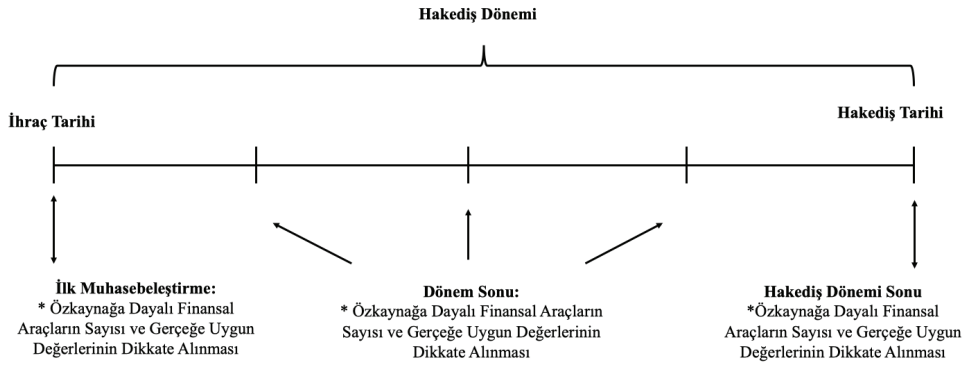 Hakediş Dönemi
İhraç Tarihi
Hakediş Tarihi
İlk Muhasebeleştirme:
* Özkaynağa Dayalı Finansal
Araçların Sayısı ve Gerçeğe Uygun
Değerlerinin Dikkate Alınması
Dönem Sonu:
* Özkaynağa Dayalı Finansal Araçların
Sayısı ve Gerçeğe Uygun Değerlerinin
Dikkate Alınması
Hakediş Dönemi Sonu
*Özkaynağa Dayalı Finansal
Araçların Sayısı ve Gerçeğe Uygun
Değerlerinin Dikkate Alınması